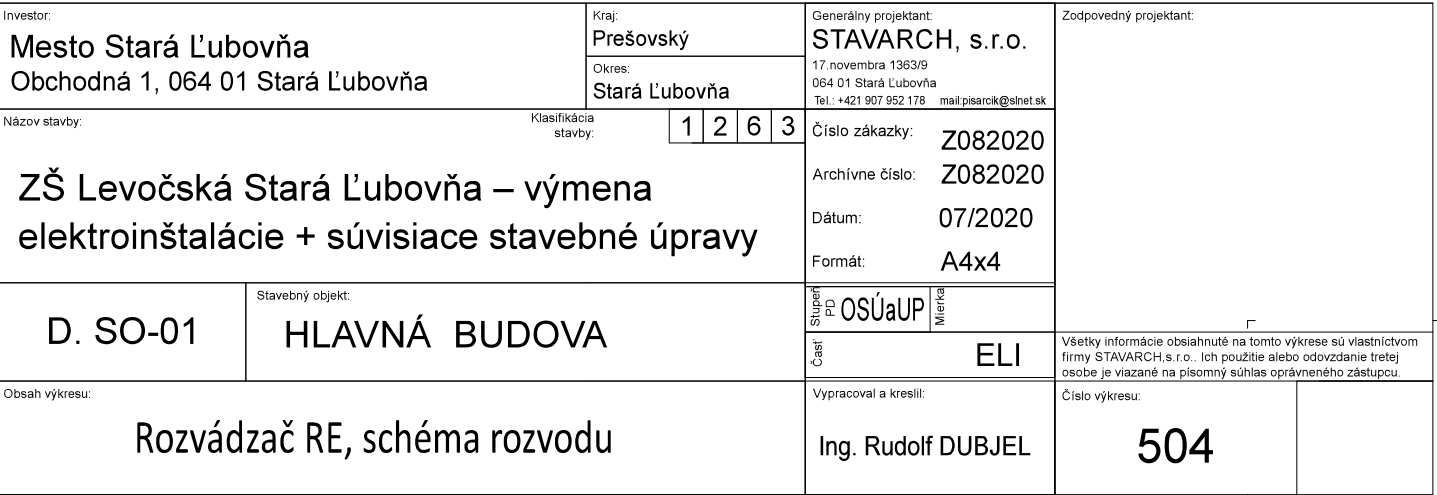 Investor:
Mesto Stará Ľubovňa
Obchodná 1, 064 01 Stará Ľubovňa
Kraj:
Prešovský
Okres:
Stará Ľubovňa
Generálny projektant:
STAVARCH, s.r.o.
17.novembra 1363/9
064 01 Stará Ľubovňa
Tel.: +421 907 952 178 mail:pisarcik@slnet.sk
Zodpovedný projektant:
Názov stavby:
Klasifikácia
stavby:
1 2 6 3
ZŠ Levočská Stará Ľubovňa – výmena
elektroinštalácie + súvisiace stavebné úpravy
Číslo zákazky: Z082020
Archívne číslo: Z082020
Dátum: 07/2020
Formát: A4x4
D. SO-01
Stavebný objekt:
HLAVNÁ BUDOVA
Stupeň
PD
OSÚaUP
Mierka
Časť
ELI
Všetky informácie obsiahnuté na tomto výkrese sú vlastníctvom
firmy STAVARCH,s.r.o.. Ich použitie alebo odovzdanie tretej
osobe je viazané na písomný súhlas oprávneného zástupcu.
Obsah výkresu:
Rozvádzač RE, schéma rozvodu
Vypracoval a kreslil:
Ing. Rudolf DUBJEL
Číslo výkresu:
504